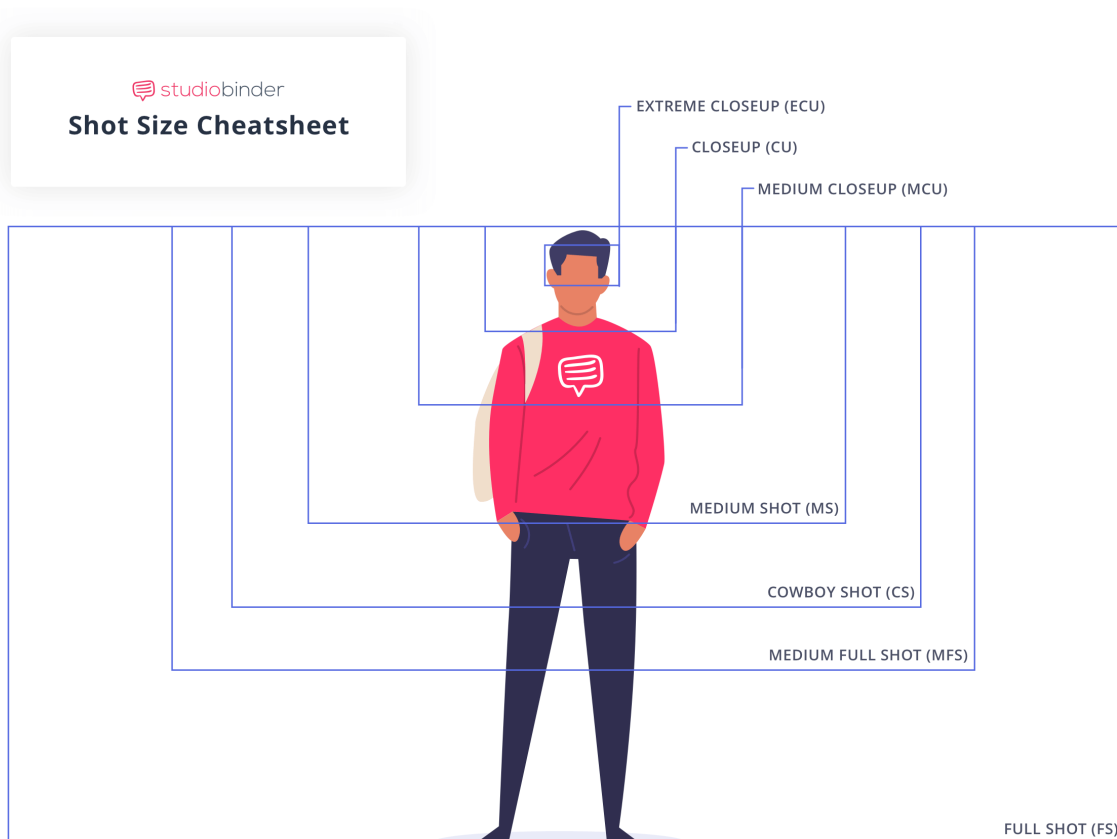 studiobinder
Shot Size Cheatsheet
EXTREME CLOSEUP (ECU)
CLOSEUP (CU)
MEDIUM CLOSEUP (MCU)
MEDIUM SHOT (MS)
COWBOY SHOT (CS)
MEDIUM FULL SHOT (MFS)
FULL SHOT (FS)